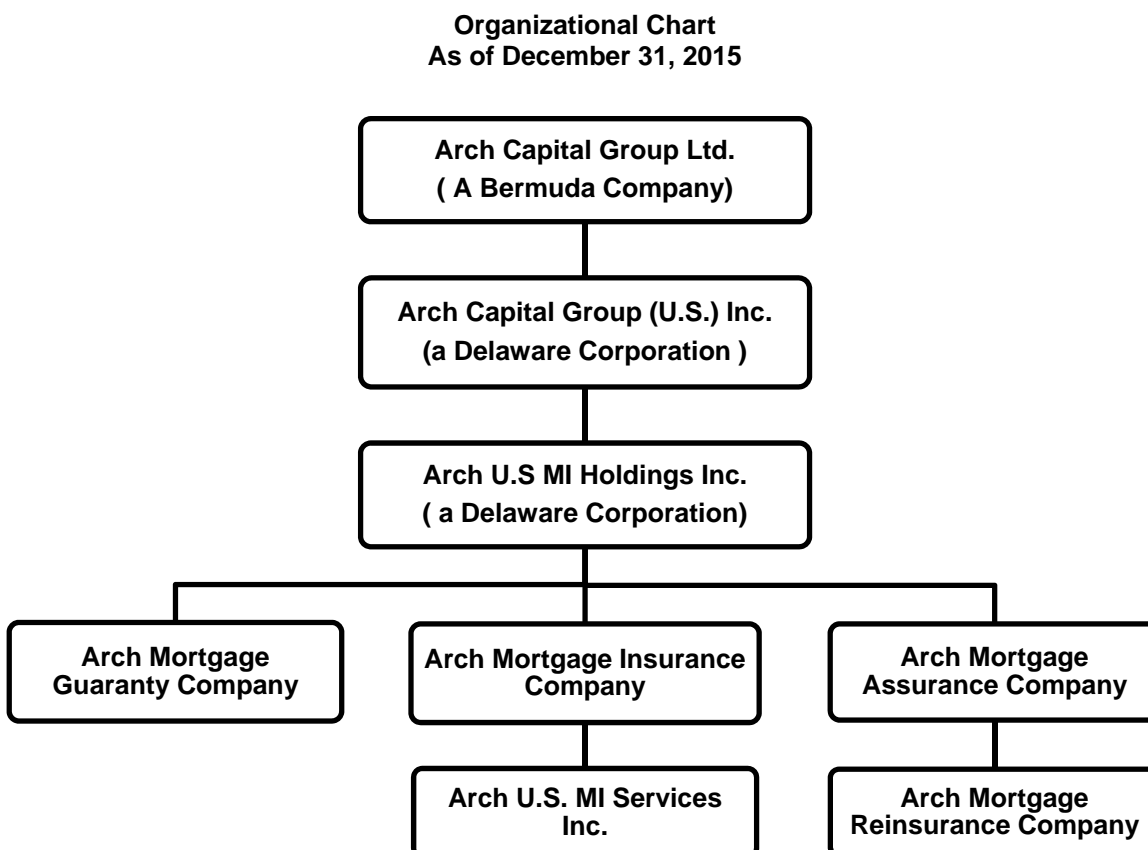 Organizational Chart
As of December 31, 2015
Arch Capital Group Ltd.
( A Bermuda Company)
Arch Capital Group (U.S.) Inc.
(a Delaware Corporation )
Arch U.S MI Holdings Inc.
( a Delaware Corporation)
Arch Mortgage
Guaranty Company
Arch Mortgage Insurance
Company
Arch Mortgage
Assurance Company
Arch U.S. MI Services
Inc.
Arch Mortgage
Reinsurance Company